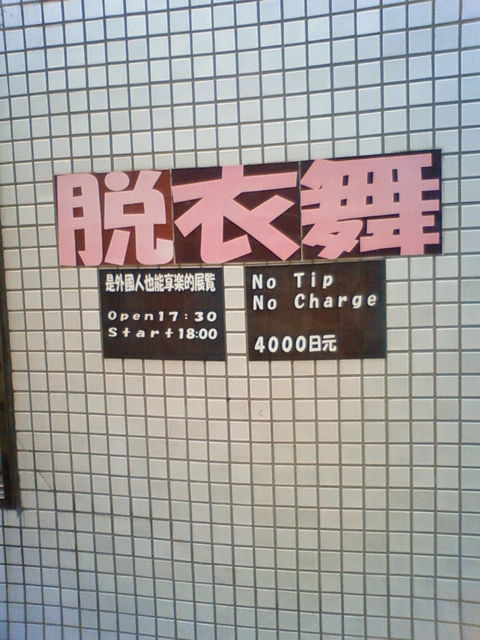 脱衣舞
是外國人也能享楽的展覧
Open17:30
Start18:00
No Tip
No Charge
4000日元